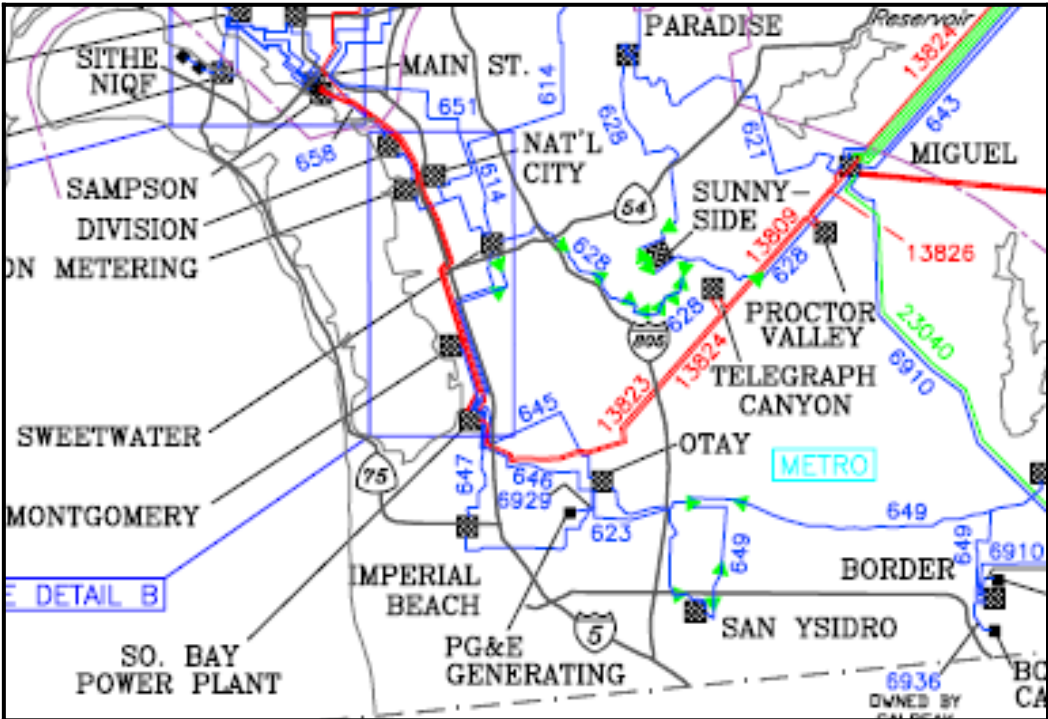 PARADISE
Reservoir
SITHE
NIQF
MAIN ST.
13824
614
651
628
621
643
658
NAT'L
CITY
MIGUEL
SAMPSON
614
54
SUNNY-
SIDE
DIVISION
13809
628
628
13826
ON METERING
PROCTOR
VALLEY
628
23040
805
13824
TELEGRAPH
CANYON
6910
13823
645
SWEETWATER
OTAY
METRO
75
647
646
6929
MONTGOMERY
623
649
649
649
6910
BORDER
IMPERIAL
BEACH
E DETAIL B
5
SAN YSIDRO
SO. BAY
POWER PLANT
PG&E
GENERATING
6936
BO
CA
OWNED BY